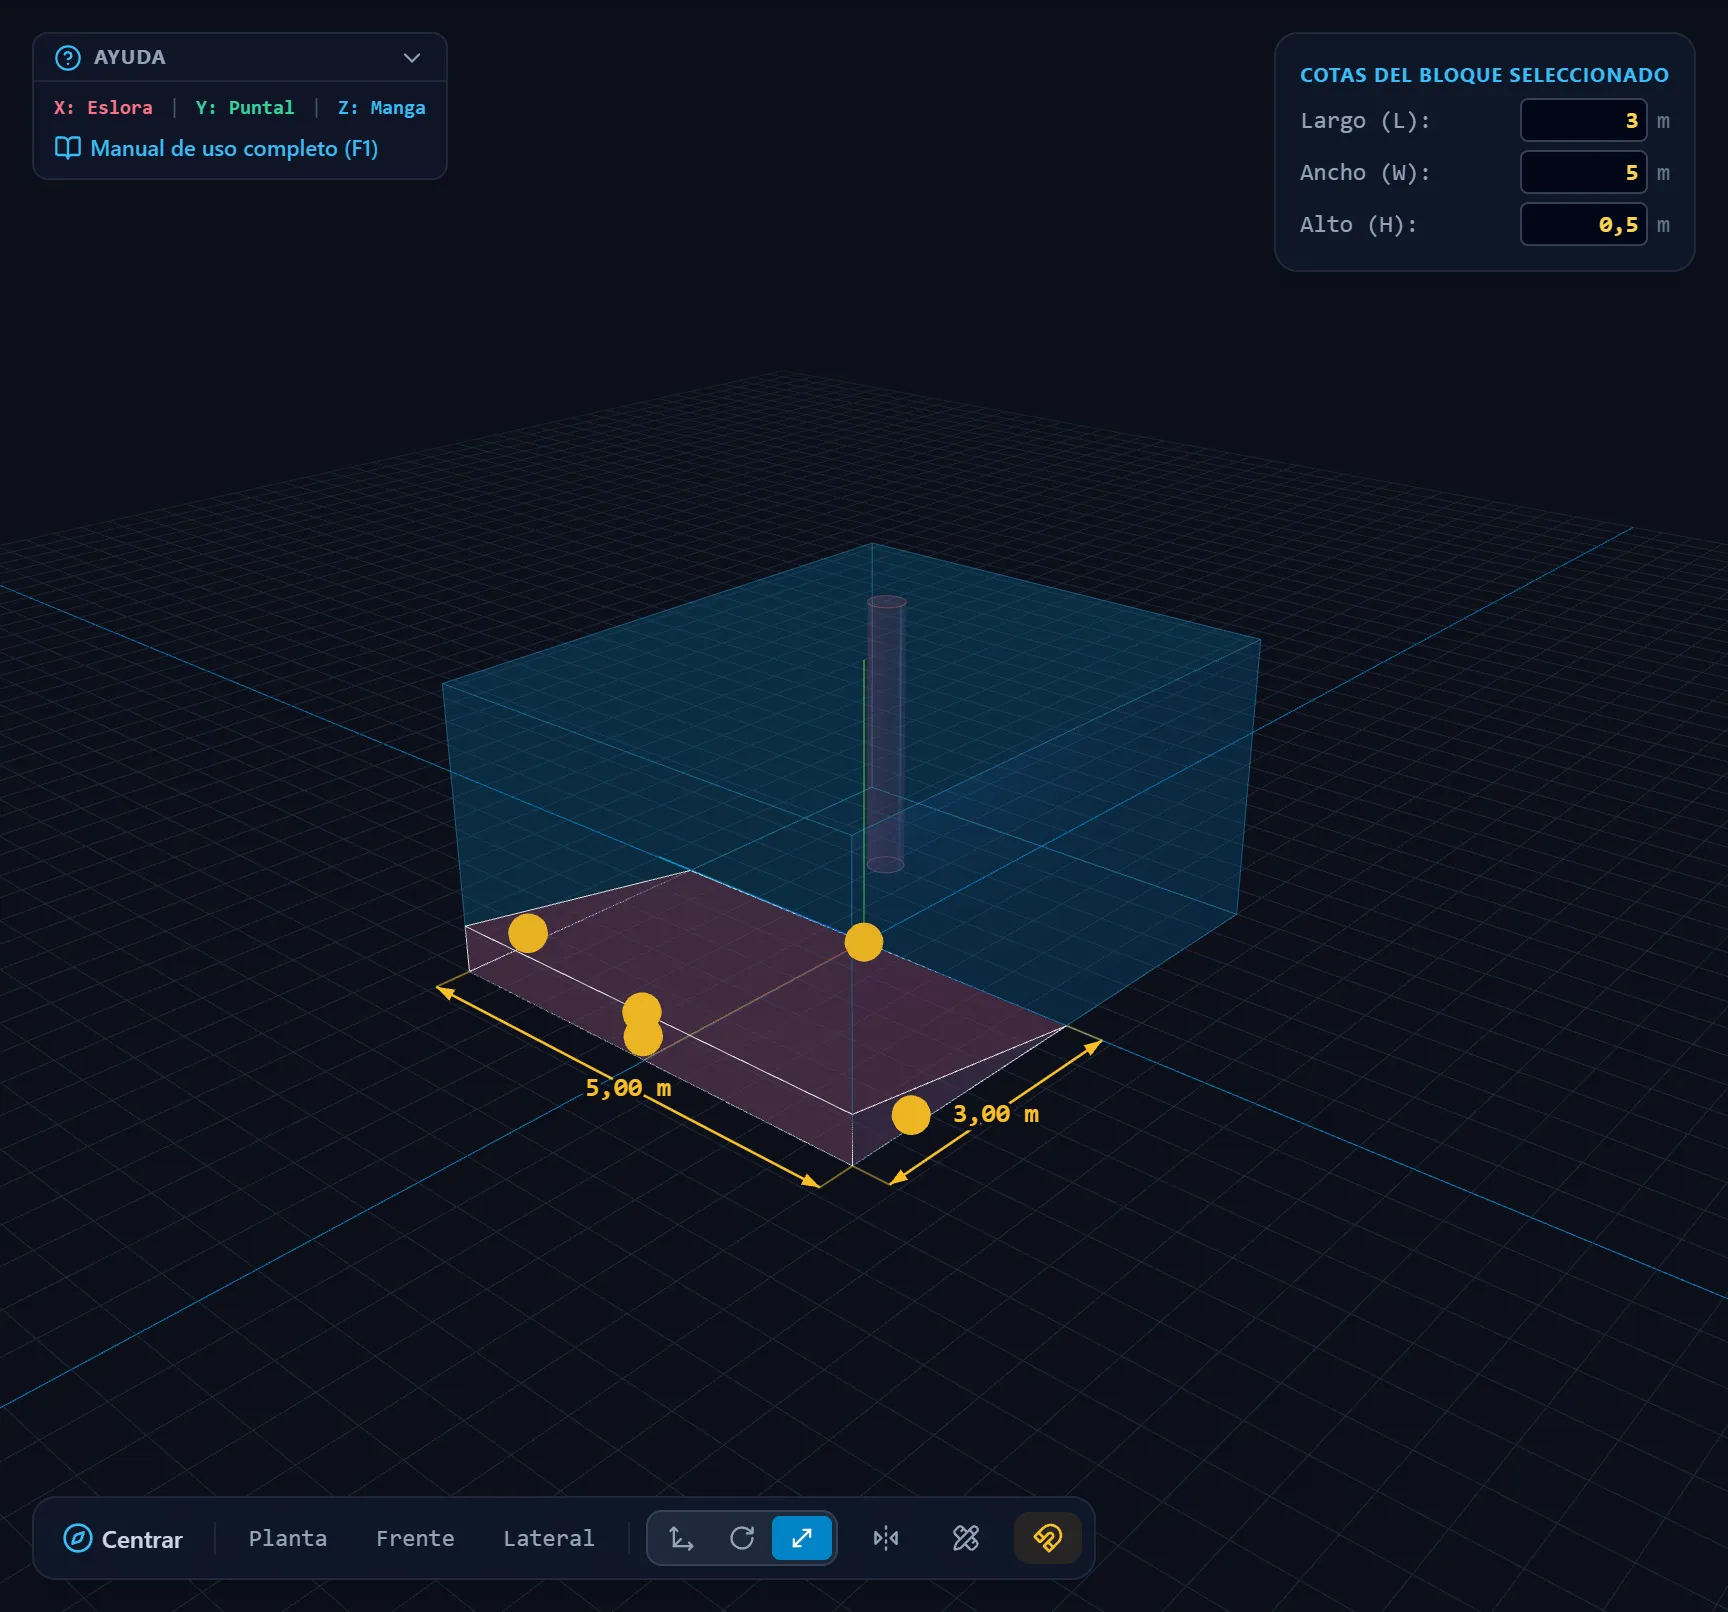 AYUDA
X: Eslora | Y: Puntal | Z: Manga
Manual de uso completo (F1)
COTAS DEL BLOQUE SELECCIONADO
Largo (L): 3 m
Ancho (W): 5 m
Alto (H): 0,5 m
5,00 m
3,00 m
Centrar Planta Frente Lateral